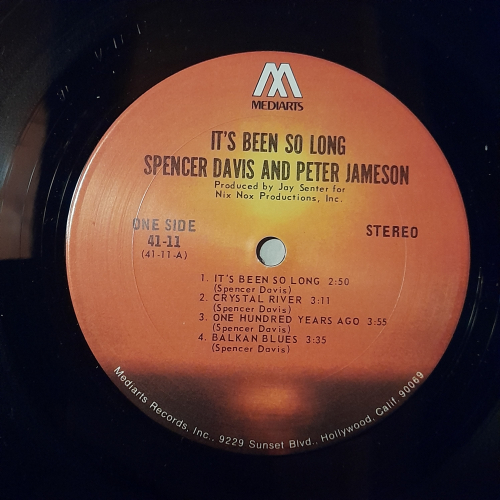 MEDIARTS
IT'S BEEN SO LONG
SPENCER DAVIS AND PETER JAMESON
Produced by Jay Senter for
Nix Nox Productions, Inc.
ONE SIDE
41-11
(41-11-A)
STEREO
1. IT'S BEEN SO LONG 2:50
(Spencer Davis)
2. CRYSTAL RIVER 3:11
(Spencer Davis)
3. ONE HUNDRED YEARS AGO 3:55
(Spencer Davis)
4. BALKAN BLUES 3:35
(Spencer Davis)
Mediarts Records, Inc., 9229 Sunset Blvd., Hollywood, Calif. 90069